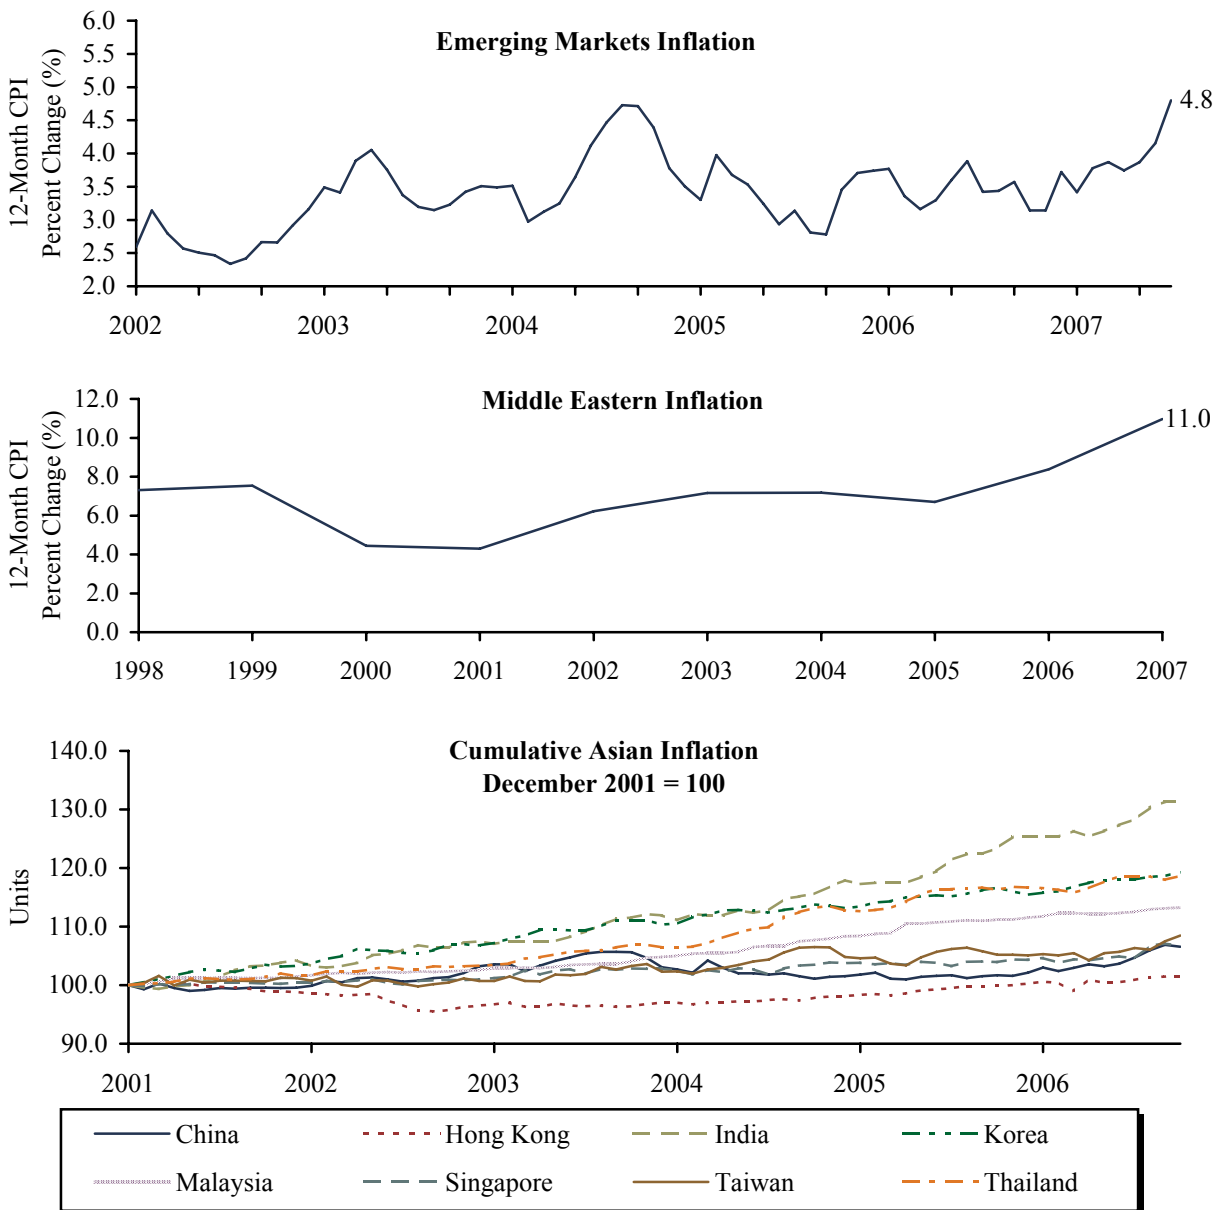 Emerging Markets Inflation
12-Month CPI
Percent Change (%)
6.0
5.5
5.0
4.5
4.0
3.5
3.0
2.5
2.0
4.8
2002 2003 2004 2005 2006 2007
Middle Eastern Inflation
12-Month CPI
Percent Change (%)
12.0
10.0
8.0
6.0
4.0
2.0
0.0
11.0
1998 1999 2000 2001 2002 2003 2004 2005 2006 2007
Cumulative Asian Inflation
December 2001 = 100
Units
140.0
130.0
120.0
110.0
100.0
90.0
2001 2002 2003 2004 2005 2006
China Hong Kong India Korea
Malaysia Singapore Taiwan Thailand